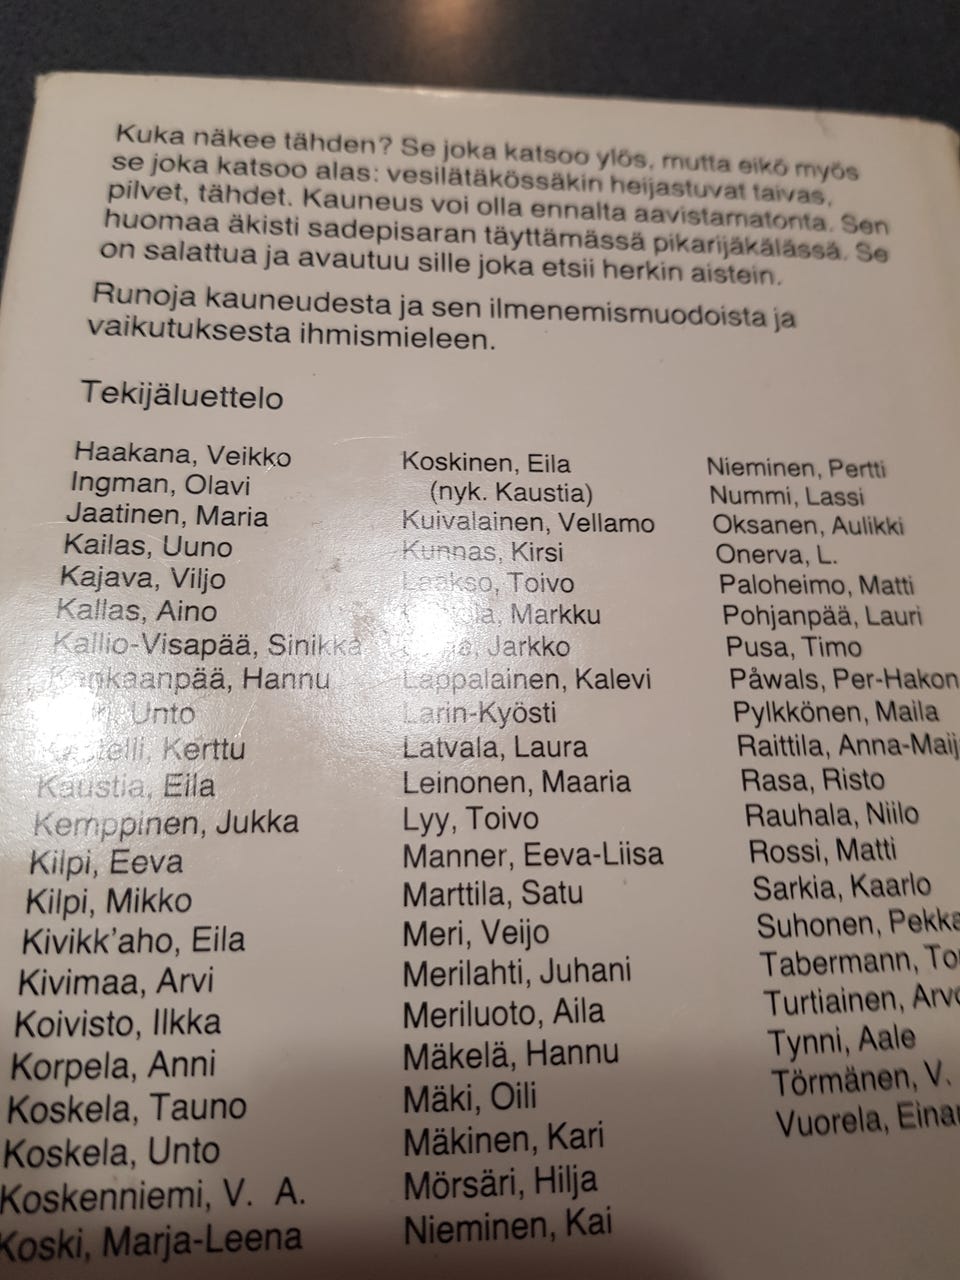 Kuka näkee tähden? Se joka katsoo ylös, mutta eikö myös
se joka katsoo alas: vesilätäkössäkin heijastuvat taivas,
pilvet, tähdet. Kauneus voi olla ennalta aavistamatonta. Sen
huomaa äkisti sadepisaran täyttämässä pikarijäkälässä. Se
on salattua ja avautuu sille joka etsii herkin aistein.
Runoja kauneudesta ja sen ilmenemismuodoista ja
vaikutuksesta ihmismieleen.
Tekijäluettelo
Haakana, Veikko
Ingman, Olavi
Jaatinen, Maria
Kailas, Uuno
Kajava, Viljo
Kallas, Aino
Kallio-Visapää, Sinikka
Kankaanpää, Hannu
Unto
Kerttu
Kaustia, Eila
Kemppinen, Jukka
Kilpi, Eeva
Kilpi, Mikko
Kivikk'aho, Eila
Kivimaa, Arvi
Koivisto, Ilkka
Korpela, Anni
Koskela, Tauno
Koskela, Unto
Koskenniemi, V. A.
Koski, Marja-Leena
Koskinen, Eila
(nyk. Kaustia)
Kuivalainen, Vellamo
Kunnas, Kirsi
Laakso, Toivo
Markku
Jarkko
Lappalainen, Kalevi
Larin-Kyösti
Latvala, Laura
Leinonen, Maaria
Lyy, Toivo
Manner, Eeva-Liisa
Marttila, Satu
Meri, Veijo
Merilahti, Juhani
Meriluoto, Aila
Mäkelä, Hannu
Mäki, Oili
Mäkinen, Kari
Mörsäri, Hilja
Nieminen, Kai
Nieminen, Pertti
Nummi, Lassi
Oksanen, Aulikki
Onerva, L.
Paloheimo, Matti
Pohjanpää, Lauri
Pusa, Timo
Påwals, Per-Hakon
Pylkkönen, Maila
Raittila, Anna-Maij
Rasa, Risto
Rauhala, Niilo
Rossi, Matti
Sarkia, Kaarlo
Suhonen, Pekka
Tabermann, To
Turtiainen, Arvo
Tynni, Aale
Törmänen, V.
Vuorela, Einar